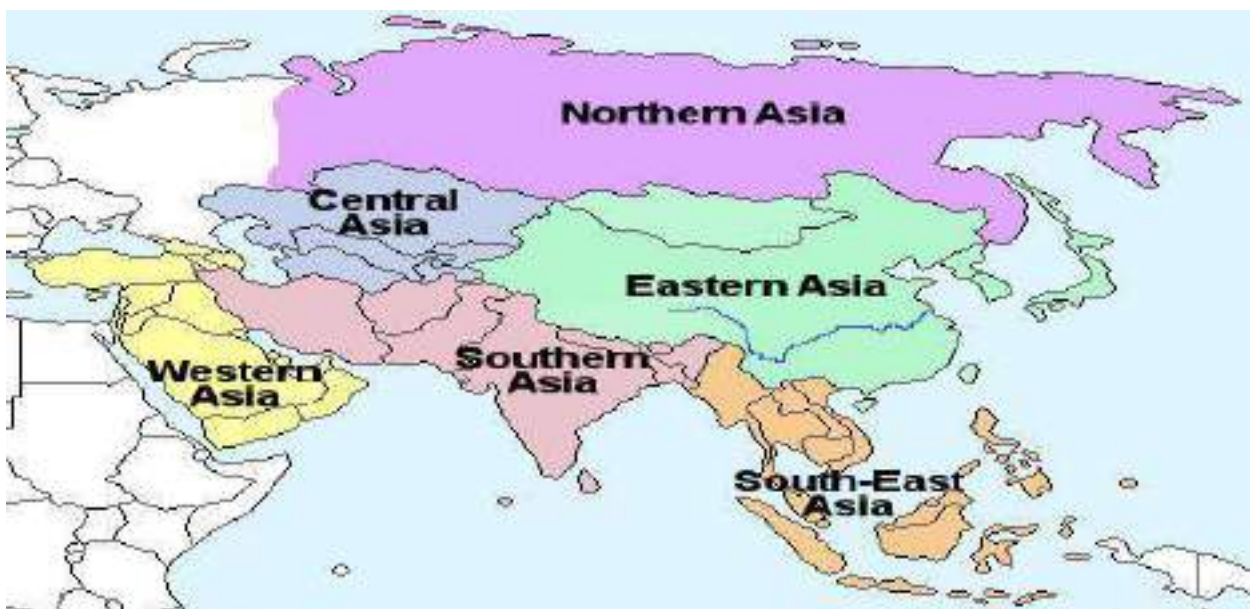 Northern Asia
Central
Asia
Eastern Asia
Southern
Asia
Western
Asia
South-East
Asia